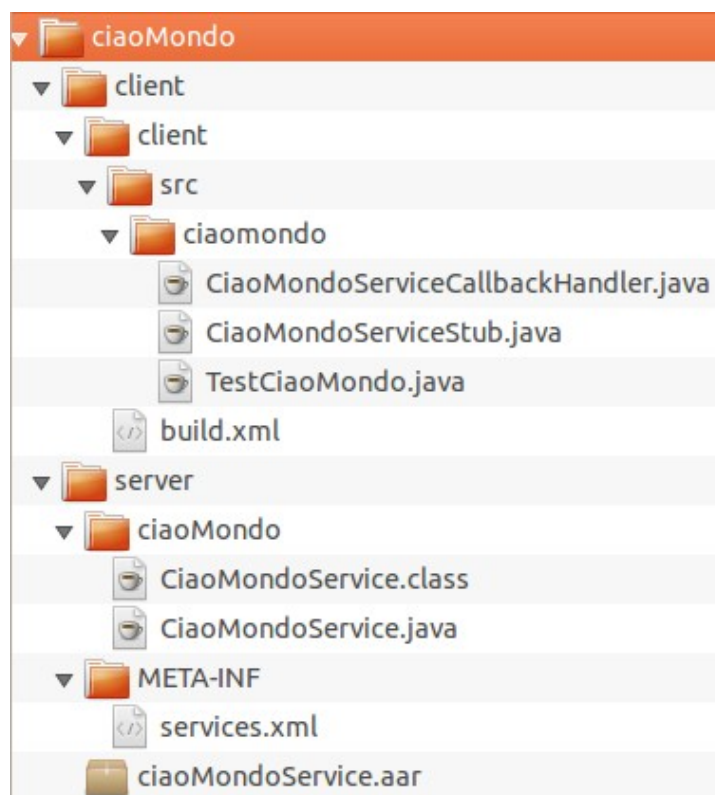 ciaoMondo
client
client
src
ciaomondo
CiaoMondoServiceCallbackHandler.java
CiaoMondoServiceStub.java
TestCiaoMondo.java
build.xml
server
ciaoMondo
CiaoMondoService.class
CiaoMondoService.java
META-INF
services.xml
ciaoMondoService.aar